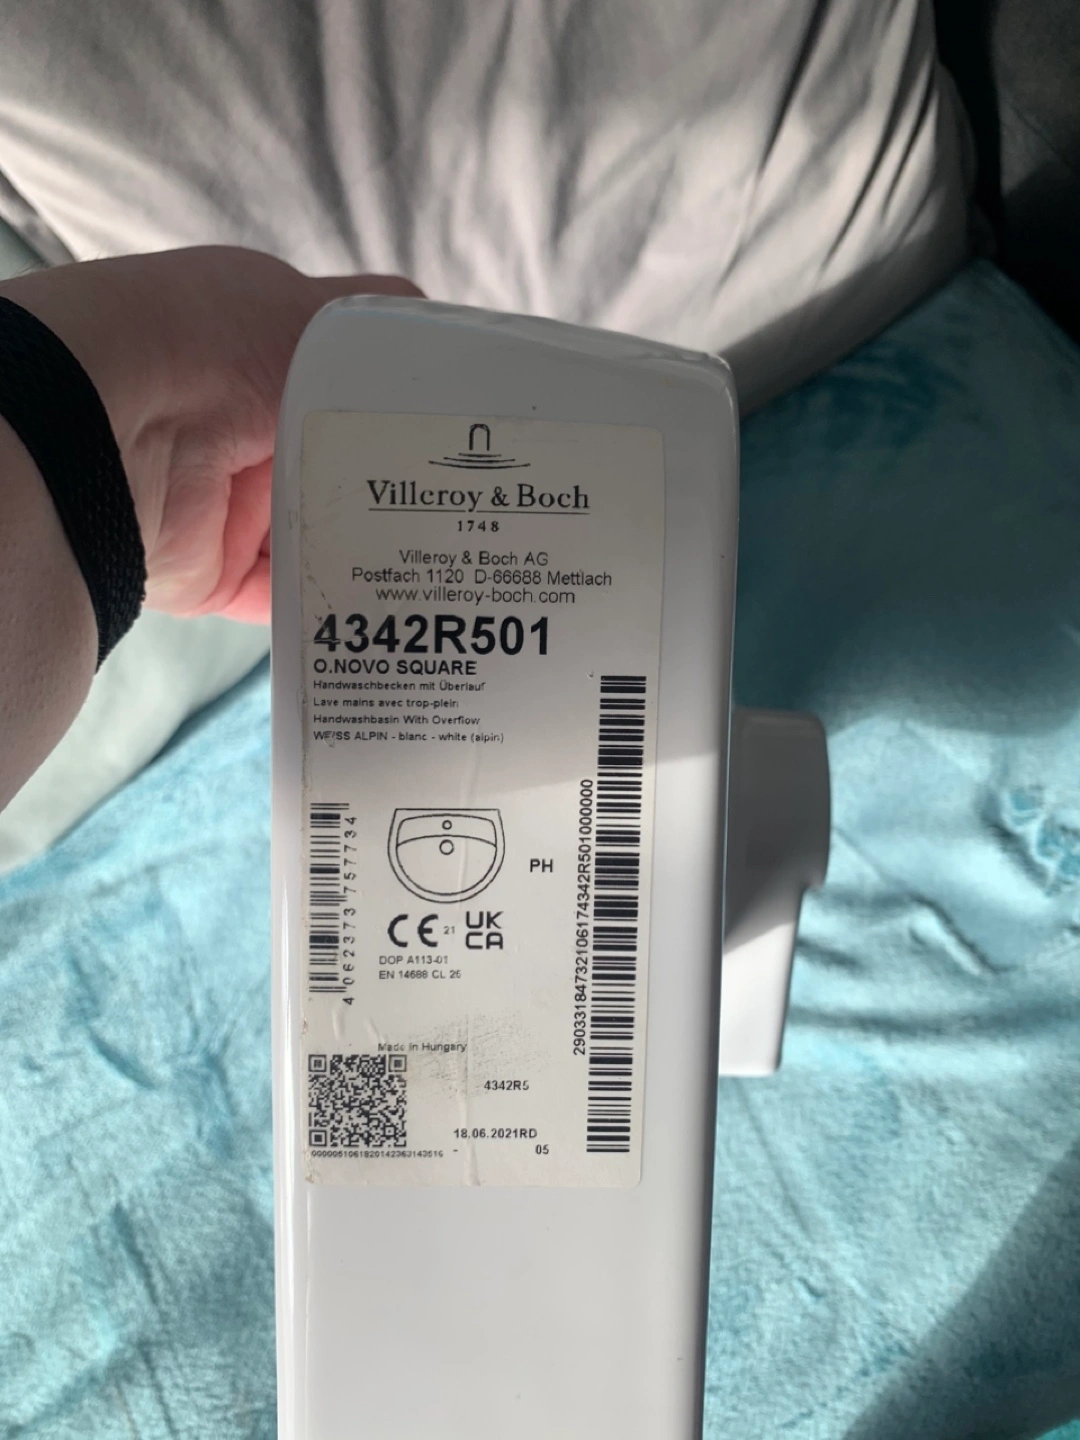 Villeroy & Boch
1748
Villeroy & Boch AG
Postfach 1120 D-66688 Mettlach
www.villeroy-boch.com
4342R501
O.NOVO SQUARE
Handwaschbecken mit Überlauf
Lave mains avec trop-plein
Handwashbasin With Overflow
WEISS ALPIN - blanc - white (alpin)
4 062373 757734
PH
29033184732106174342R501000000
CE 21 UK CA
DOP A113-01
EN 14688 CL 25
Made in Hungary
4342R5
18.06.2021RD
- 05